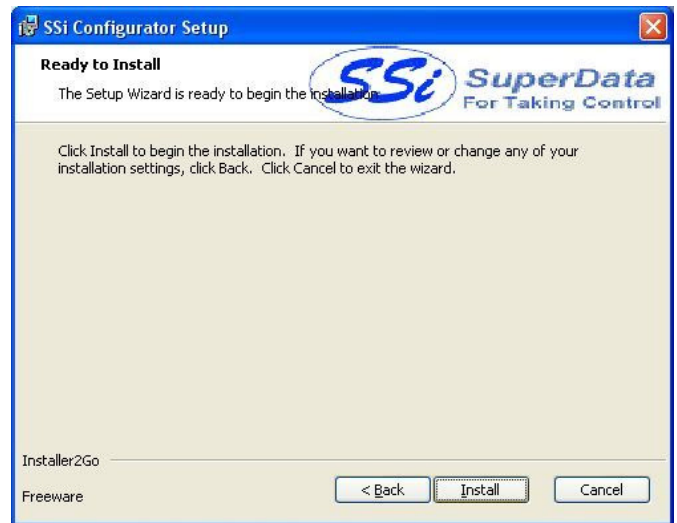 SSi Configurator Setup
Ready to Install
The Setup Wizard is ready to begin the installation.
SSi
SuperData
For Taking Control
Click Install to begin the installation. If you want to review or change any of your
installation settings, click Back. Click Cancel to exit the wizard.
Installer2Go
Freeware
< Back
Install
Cancel